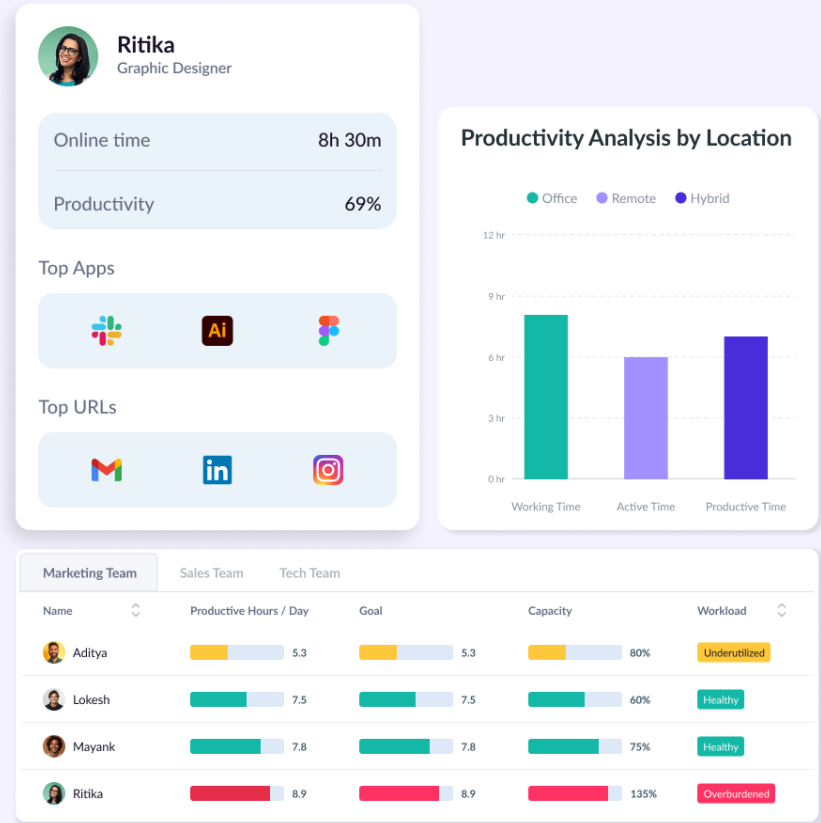 Ritika
Graphic Designer
Online time 8h 30m
Productivity 69%
Top Apps
Ai
Top URLs
in
Productivity Analysis by Location
Office Remote Hybrid
12 hr
9 hr
6 hr
3 hr
0 hr
Working Time Active Time Productive Time
Marketing Team Sales Team Tech Team
Name Productive Hours / Day Goal Capacity Workload
Aditya 5.3 5.3 80% Underutilized
Lokesh 7.5 7.5 60% Healthy
Mayank 7.8 7.8 75% Healthy
Ritika 8.9 8.9 135% Overburdened